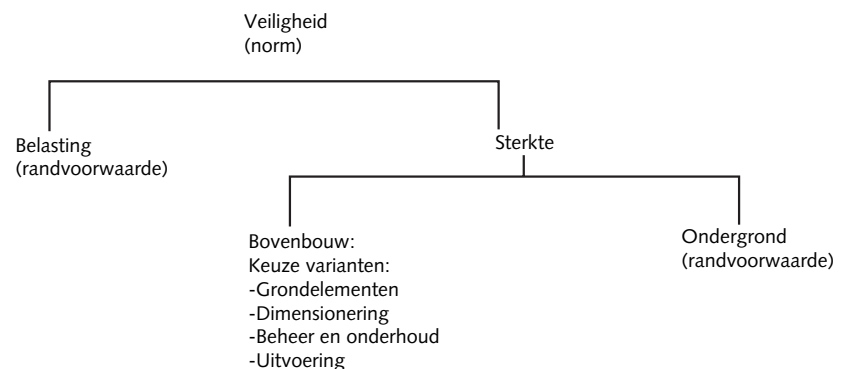 Veiligheid
(norm)
Belasting
(randvoorwaarde)
Sterkte
Bovenbouw:
Keuze varianten:
-Grondelementen
-Dimensionering
-Beheer en onderhoud
-Uitvoering
Ondergrond
(randvoorwaarde)